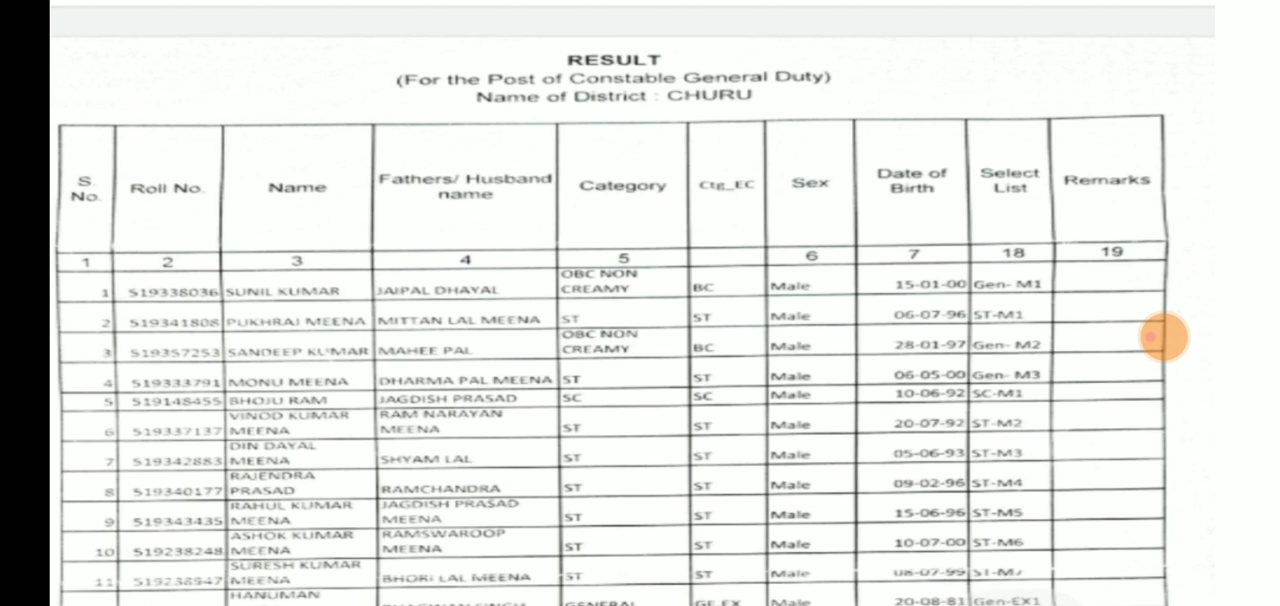 RESULT
(For the Post of Constable General Duty)
Name of District : CHURU
S. No. Roll No. Name Fathers/ Husband name Category Ctg_EC Sex Date of Birth Select List Remarks
1 2 3 4 5 6 7 18 19
1 519338036 SUNIL KUMAR JAIPAL DHAYAL OBC NON CREAMY BC Male 15-01-00 Gen- M1
2 519341808 PUKHRAJ MEENA MITTAN LAL MEENA ST ST Male 06-07-96 ST-M1
3 519357253 SANDEEP KUMAR MAHEE PAL OBC NON CREAMY BC Male 28-01-97 Gen- M2
4 519333791 MONU MEENA DHARMA PAL MEENA ST ST Male 06-05-00 Gen- M3
5 519148455 BHOJU RAM JAGDISH PRASAD SC SC Male 10-06-92 SC-M1
6 519337137 VINOD KUMAR MEENA RAM NARAYAN MEENA ST ST Male 20-07-92 ST-M2
7 519342883 DIN DAYAL MEENA SHYAM LAL ST ST Male 05-06-93 ST-M3
8 519340177 RAJENDRA PRASAD RAMCHANDRA ST ST Male 09-02-96 ST-M4
9 519343435 RAHUL KUMAR MEENA JAGDISH PRASAD MEENA ST ST Male 15-06-96 ST-M5
10 519238248 ASHOK KUMAR MEENA RAMSWAROOP MEENA ST ST Male 10-07-00 ST-M6
11 519238947 SURESH KUMAR MEENA BHORI LAL MEENA ST ST Male 08-07-99 ST-M7
HANUMAN GENERAL GE EX Male 20-08-81 Gen-EX1